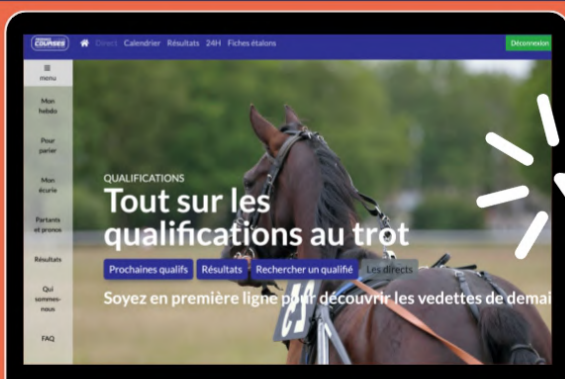 COURSES
Direct Calendrier Résultats 24H Fiches étalons
Déconnexion
menu
Mon
hebdo
Pour
parier
Mon
écurie
Partants
et pronos
Résultats
Qui
sommes-
nous
FAQ
QUALIFICATIONS
Tout sur les
qualifications au trot
Prochaines qualifs Résultats Rechercher un qualifié Les directs
Soyez en première ligne pour découvrir les vedettes de demai